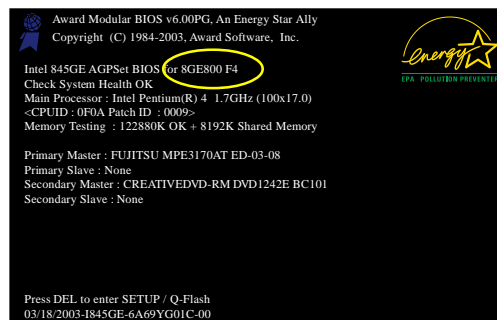 Award Modular BIOS v6.00PG, An Energy Star Ally
Copyright (C) 1984-2003, Award Software, Inc.
energy
EPA POLLUTION PREVENTER
Intel 845GE AGPSet BIOS for 8GE800 F4
Check System Health OK
Main Processor : Intel Pentium(R) 4 1.7GHz (100x17.0)
<CPUID : 0F0A Patch ID : 0009>
Memory Testing : 122880K OK + 8192K Shared Memory
Primary Master : FUJITSU MPE3170AT ED-03-08
Primary Slave : None
Secondary Master : CREATIVEDVD-RM DVD1242E BC101
Secondary Slave : None
Press DEL to enter SETUP / Q-Flash
03/18/2003-I845GE-6A69YG01C-00